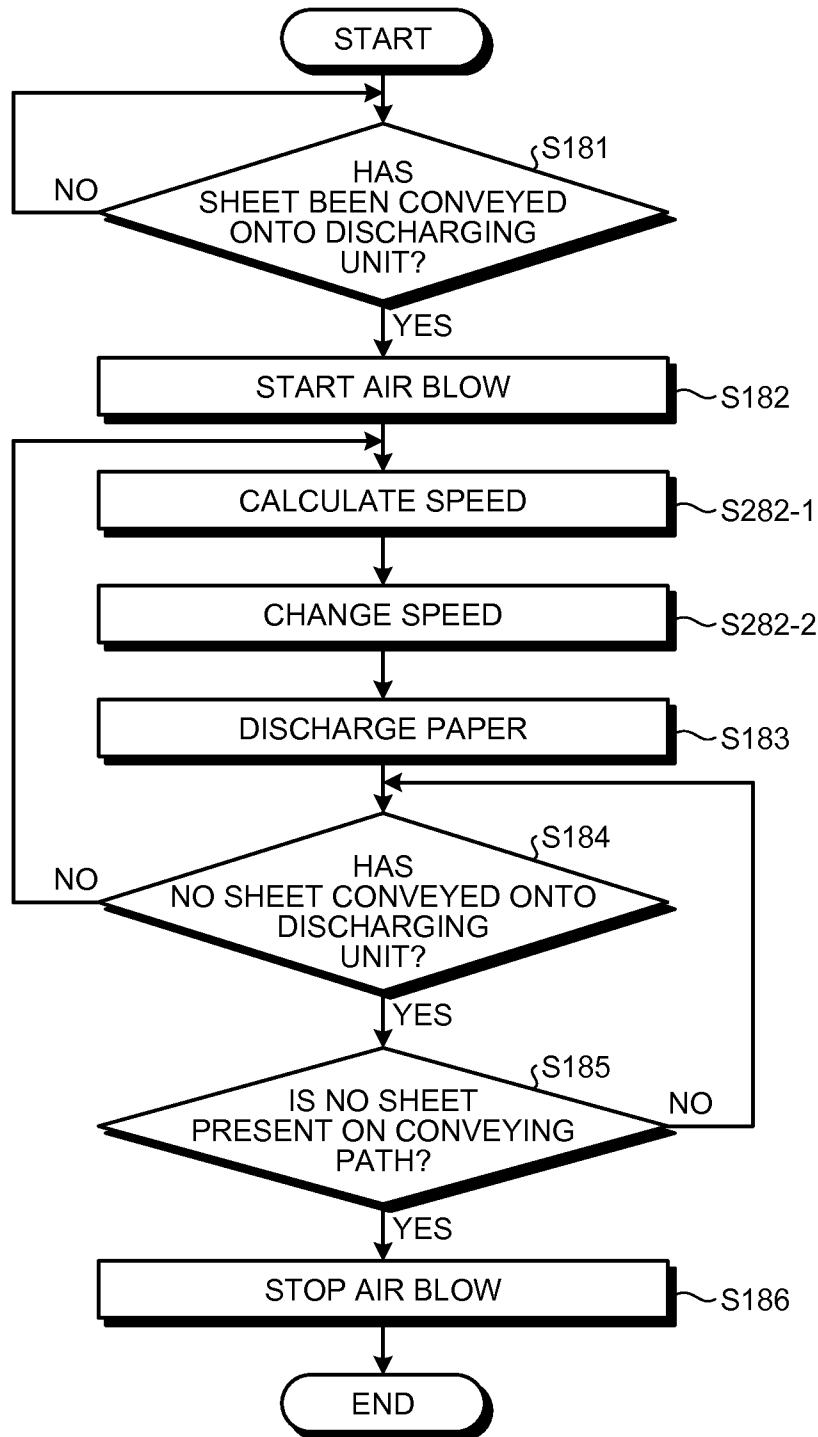 START
S181
HAS
SHEET BEEN CONVEYED
ONTO DISCHARGING
UNIT?
NO
YES
START AIR BLOW
S182
CALCULATE SPEED
S282-1
CHANGE SPEED
S282-2
DISCHARGE PAPER
S183
S184
HAS
NO SHEET CONVEYED ONTO
DISCHARGING
UNIT?
NO
YES
S185
IS NO SHEET
PRESENT ON CONVEYING
PATH?
NO
YES
STOP AIR BLOW
S186
END